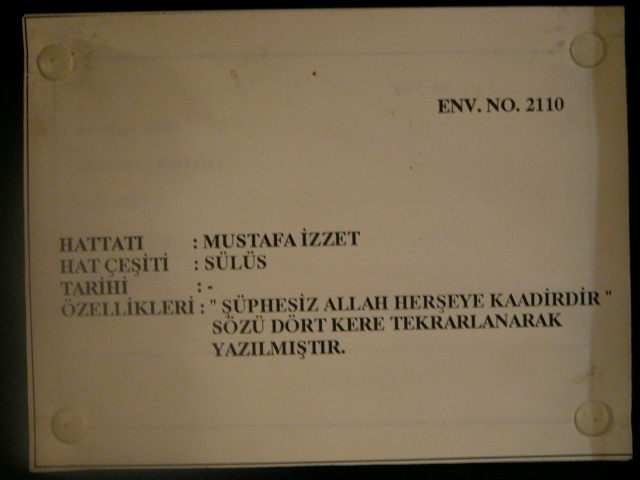 ENV. NO. 2110
HATTATI : MUSTAFA İZZET
HAT ÇEŞİTİ : SÜLÜS
TARİHİ : -
ÖZELLİKLERİ : " ŞÜPHESİZ ALLAH HERŞEYE KAADİRDİR "
SÖZÜ DÖRT KERE TEKRARLANARAK
YAZILMIŞTIR.